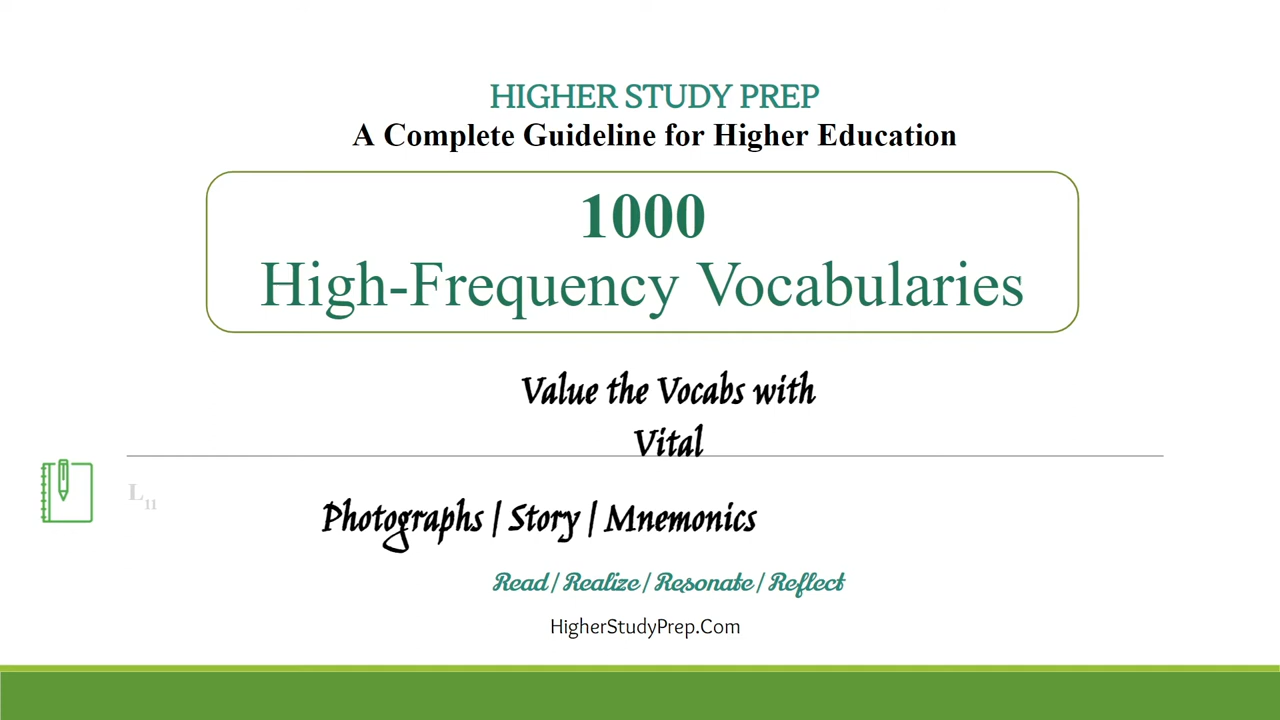 HIGHER STUDY PREP
A Complete Guideline for Higher Education
1000
High-Frequency Vocabularies
Value the Vocabs with
Vital
L11
Photographs | Story | Mnemonics
Read / Realize / Resonate / Reflect
HigherStudyPrep.Com